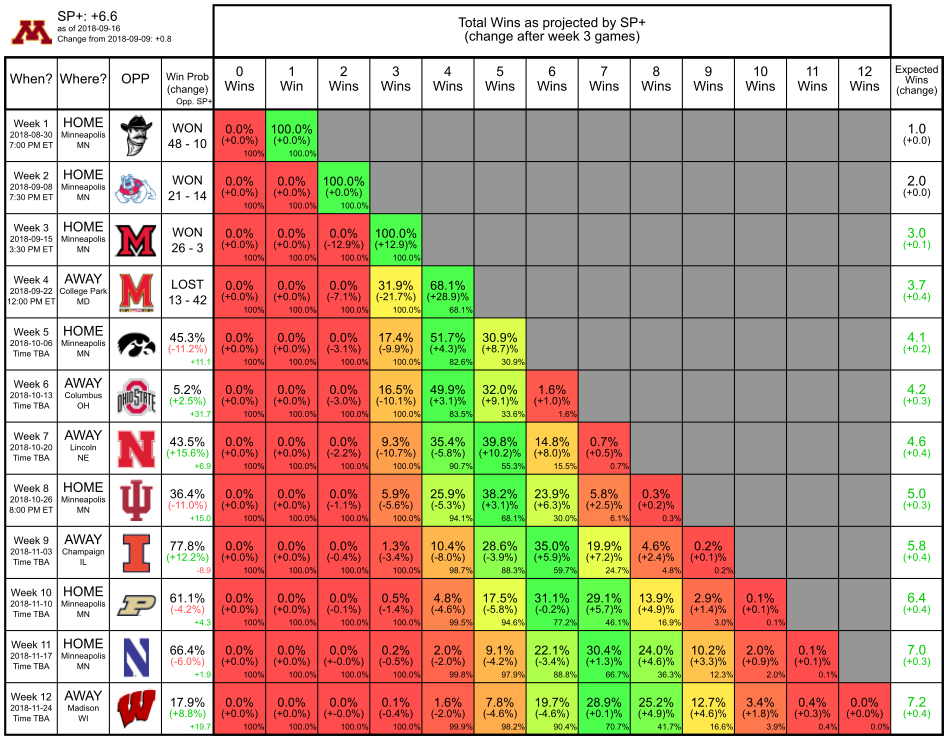 SP+: +6.6
as of 2018-09-16
Change from 2018-09-09: +0.8
Total Wins as projected by SP+
(change after week 3 games)
When? Where? OPP Win Prob (change) Opp. SP+ 0 Wins 1 Win 2 Wins 3 Wins 4 Wins 5 Wins 6 Wins 7 Wins 8 Wins 9 Wins 10 Wins 11 Wins 12 Wins Expected Wins (change)
Week 1 HOME WON 0.0% 100.0% 1.0
2018-08-30 Minneapolis (+0.0%) (+0.0%) (+0.0)
7:00 PM ET MN 48 - 10 100% 100.0%
Week 2 HOME WON 0.0% 0.0% 100.0% 2.0
2018-09-08 Minneapolis (+0.0%) (+0.0%) (+0.0%) (+0.0)
7:30 PM ET MN 21 - 14 100% 100.0% 100.0%
Week 3 HOME WON 0.0% 0.0% 0.0% 100.0% 3.0
2018-09-15 Minneapolis (+0.0%) (+0.0%) (-12.9%) (+12.9)% (+0.1)
3:30 PM ET MN 26 - 3 100% 100.0% 100.0% 100.0%
Week 4 AWAY LOST 0.0% 0.0% 0.0% 31.9% 68.1% 3.7
2018-09-22 College Park (+0.0%) (+0.0%) (-7.1%) (-21.7%) (+28.9)% (+0.4)
12:00 PM ET MD 13 - 42 100% 100.0% 100.0% 100.0% 68.1%
Week 5 HOME 45.3% 0.0% 0.0% 0.0% 17.4% 51.7% 30.9% 4.1
2018-10-06 Minneapolis (-11.2%) (+0.0%) (+0.0%) (-3.1%) (-9.9%) (+4.3)% (+8.7%) (+0.2)
Time TBA MN +11.1 100% 100.0% 100.0% 100.0% 82.6% 30.9%
Week 6 AWAY OHIO STATE 5.2% 0.0% 0.0% 0.0% 16.5% 49.9% 32.0% 1.6% 4.2
2018-10-13 Columbus (+2.5%) (+0.0%) (+0.0%) (-3.0%) (-10.1%) (+3.1)% (+9.1%) (+1.0%) (+0.3)
Time TBA OH +31.7 100% 100.0% 100.0% 100.0% 83.5% 33.6% 1.6%
Week 7 AWAY 43.5% 0.0% 0.0% 0.0% 9.3% 35.4% 39.8% 14.8% 0.7% 4.6
2018-10-20 Lincoln (+15.6%) (+0.0%) (+0.0%) (-2.2%) (-10.7%) (-5.8%) (+10.2)% (+8.0%) (+0.5%) (+0.4)
Time TBA NE +6.9 100% 100.0% 100.0% 100.0% 90.7% 55.3% 15.5% 0.7%
Week 8 HOME 36.4% 0.0% 0.0% 0.0% 5.9% 25.9% 38.2% 23.9% 5.8% 0.3% 5.0
2018-10-26 Minneapolis (-11.0%) (+0.0%) (+0.0%) (-1.1%) (-5.6%) (-5.3%) (+3.1)% (+6.3%) (+2.5%) (+0.2%) (+0.3)
8:00 PM ET MN +15.0 100% 100.0% 100.0% 100.0% 94.1% 68.1% 30.0% 6.1% 0.3%
Week 9 AWAY 77.8% 0.0% 0.0% 0.0% 1.3% 10.4% 28.6% 35.0% 19.9% 4.6% 0.2% 5.8
2018-11-03 Champaign (+12.2%) (+0.0%) (+0.0%) (-0.4%) (-3.4%) (-8.0%) (-3.9%) (+5.9)% (+7.2%) (+2.4%) (+0.1%) (+0.4)
Time TBA IL -8.9 100% 100.0% 100.0% 100.0% 98.7% 88.3% 59.7% 24.7% 4.8% 0.2%
Week 10 HOME 61.1% 0.0% 0.0% 0.0% 0.5% 4.8% 17.5% 31.1% 29.1% 13.9% 2.9% 0.1% 6.4
2018-11-10 Minneapolis (-4.2%) (+0.0%) (+0.0%) (-0.1%) (-1.4%) (-4.6%) (-5.8%) (-0.2%) (+5.7%) (+4.9%) (+1.4%) (+0.1%) (+0.4)
Time TBA MN +4.3 100% 100.0% 100.0% 100.0% 99.5% 94.6% 77.2% 46.1% 16.9% 3.0% 0.1%
Week 11 HOME 66.4% 0.0% 0.0% 0.0% 0.2% 2.0% 9.1% 22.1% 30.4% 24.0% 10.2% 2.0% 0.1% 7.0
2018-11-17 Minneapolis (-6.0%) (+0.0%) (+0.0%) (+-0.0%) (-0.5%) (-2.0%) (-4.2%) (-3.4%) (+1.3)% (+4.6%) (+3.3%) (+0.9%) (+0.1%) (+0.3)
Time TBA MN +1.9 100% 100.0% 100.0% 100.0% 99.8% 97.9% 88.8% 66.7% 36.3% 12.3% 2.0% 0.1%
Week 12 AWAY 17.9% 0.0% 0.0% 0.0% 0.1% 1.6% 7.8% 19.7% 28.9% 25.2% 12.7% 3.4% 0.4% 0.0% 7.2
2018-11-24 Madison (+8.8%) (+0.0%) (+0.0%) (+0.0%) (-0.4%) (-2.0%) (-4.6%) (-4.6%) (+0.1)% (+4.9%) (+4.6%) (+1.8%) (+0.3%) (+0.0%) (+0.4)
Time TBA WI +19.7 100% 100.0% 100.0% 100.0% 99.9% 98.2% 90.4% 70.7% 41.7% 16.6% 3.9% 0.4% 0.0%